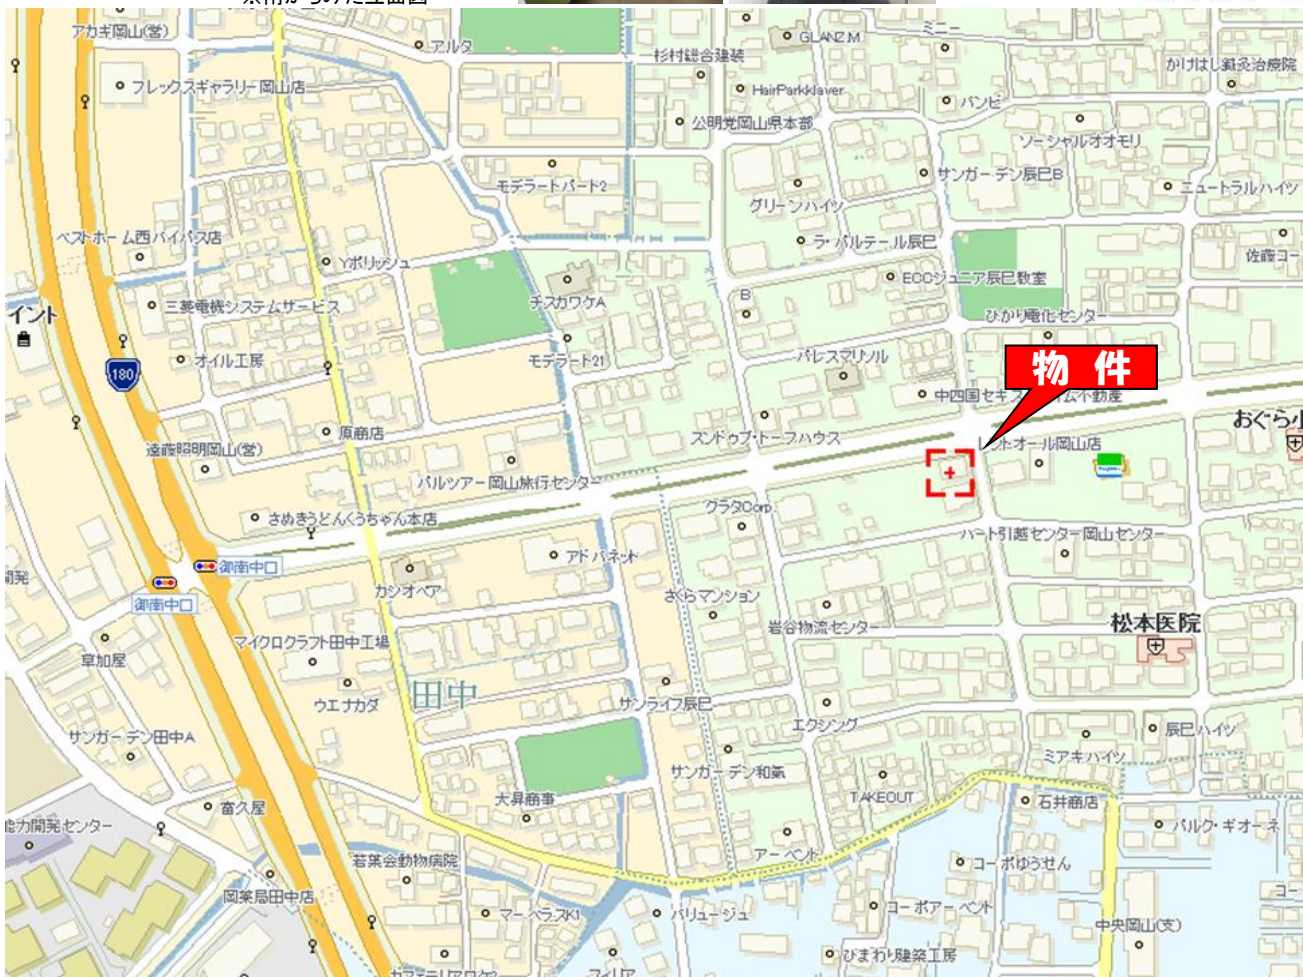 アカギ岡山(営)
アルタ
GLANZ M
ミニー
杉村総合建装
かけはし鍼灸治療院
フレックスギャラリー岡山店
HairParkklaver
バンビ
公明党岡山県本部
ソーシャルオオモリ
モデラートパート2
サンガーデン辰巳B
ニュートラルハイツ
グリーンハイツ
ベストホーム西バイパス店
ラ・パルテール辰巳
佐藤コー
Yポリッシュ
ECCジュニア辰巳教室
三菱電機システムサービス
チスカワケA
B
イント
ひかり電化センター
オイル工房
モデラート21
パレスマリソル
物件
180
中四国セキス
イム不動産
おぐら小
原商店
スンドゥブ・トーフハウス
レントオール岡山店
遠藤照明岡山(営)
パルツアー岡山旅行センター
グラタCorp.
さぬきうどんくうちゃん本店
ハート引越センター岡山センター
アドバネット
御南中口
開発
カシオペア
御南中口
さくらマンション
岩谷物流センター
松本医院
マイクロクラフト田中工場
草加屋
田中
ウエナカダ
サンライフ辰巳
エクシング
辰巳ハイツ
サンガーデン田中A
ミアキハイツ
サンガーデン和氣
大昇商事
TAKEOUT
石井商店
富久屋
能力開発センター
パルク・ギオーネ
若葉会動物病院
アーベント
コーポゆうせん
岡薬局田中店
マーベラスK1
バリュージュ
コーポアーベント
コー
中央岡山(支)
ひまわり建築工房